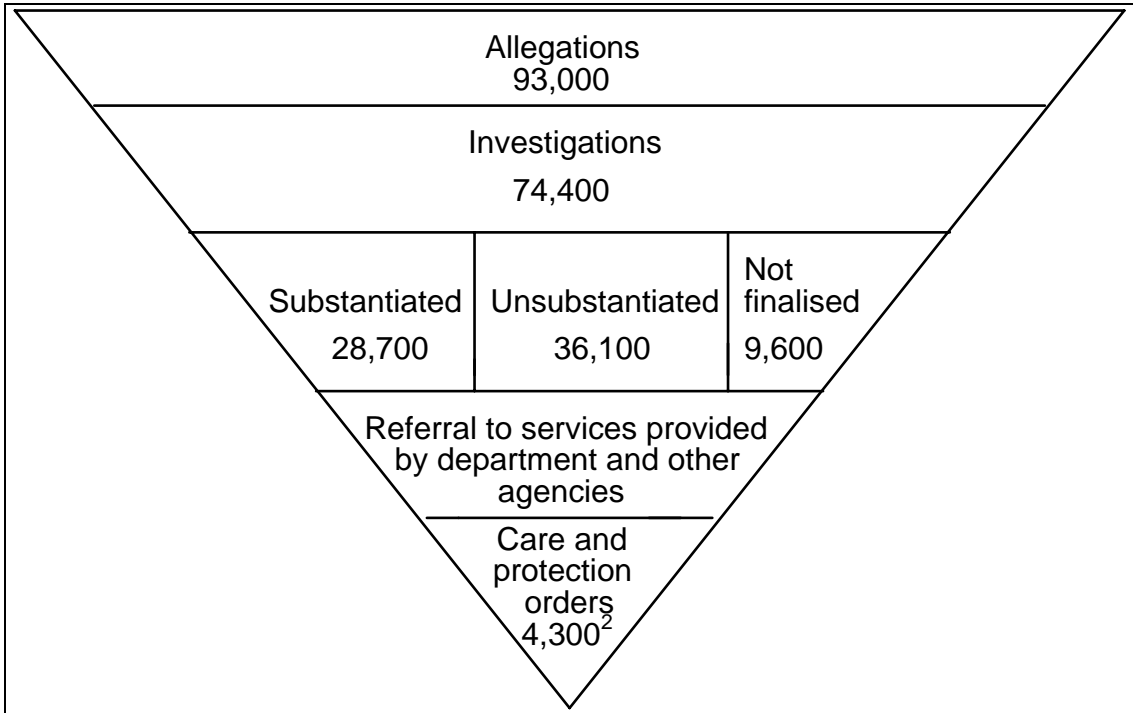 Allegations
93,000
Investigations
74,400
Substantiated
28,700
Unsubstantiated
36,100
Not
finalised
9,600
Referral to services provided
by department and other
agencies
Care and
protection
orders
4,300²